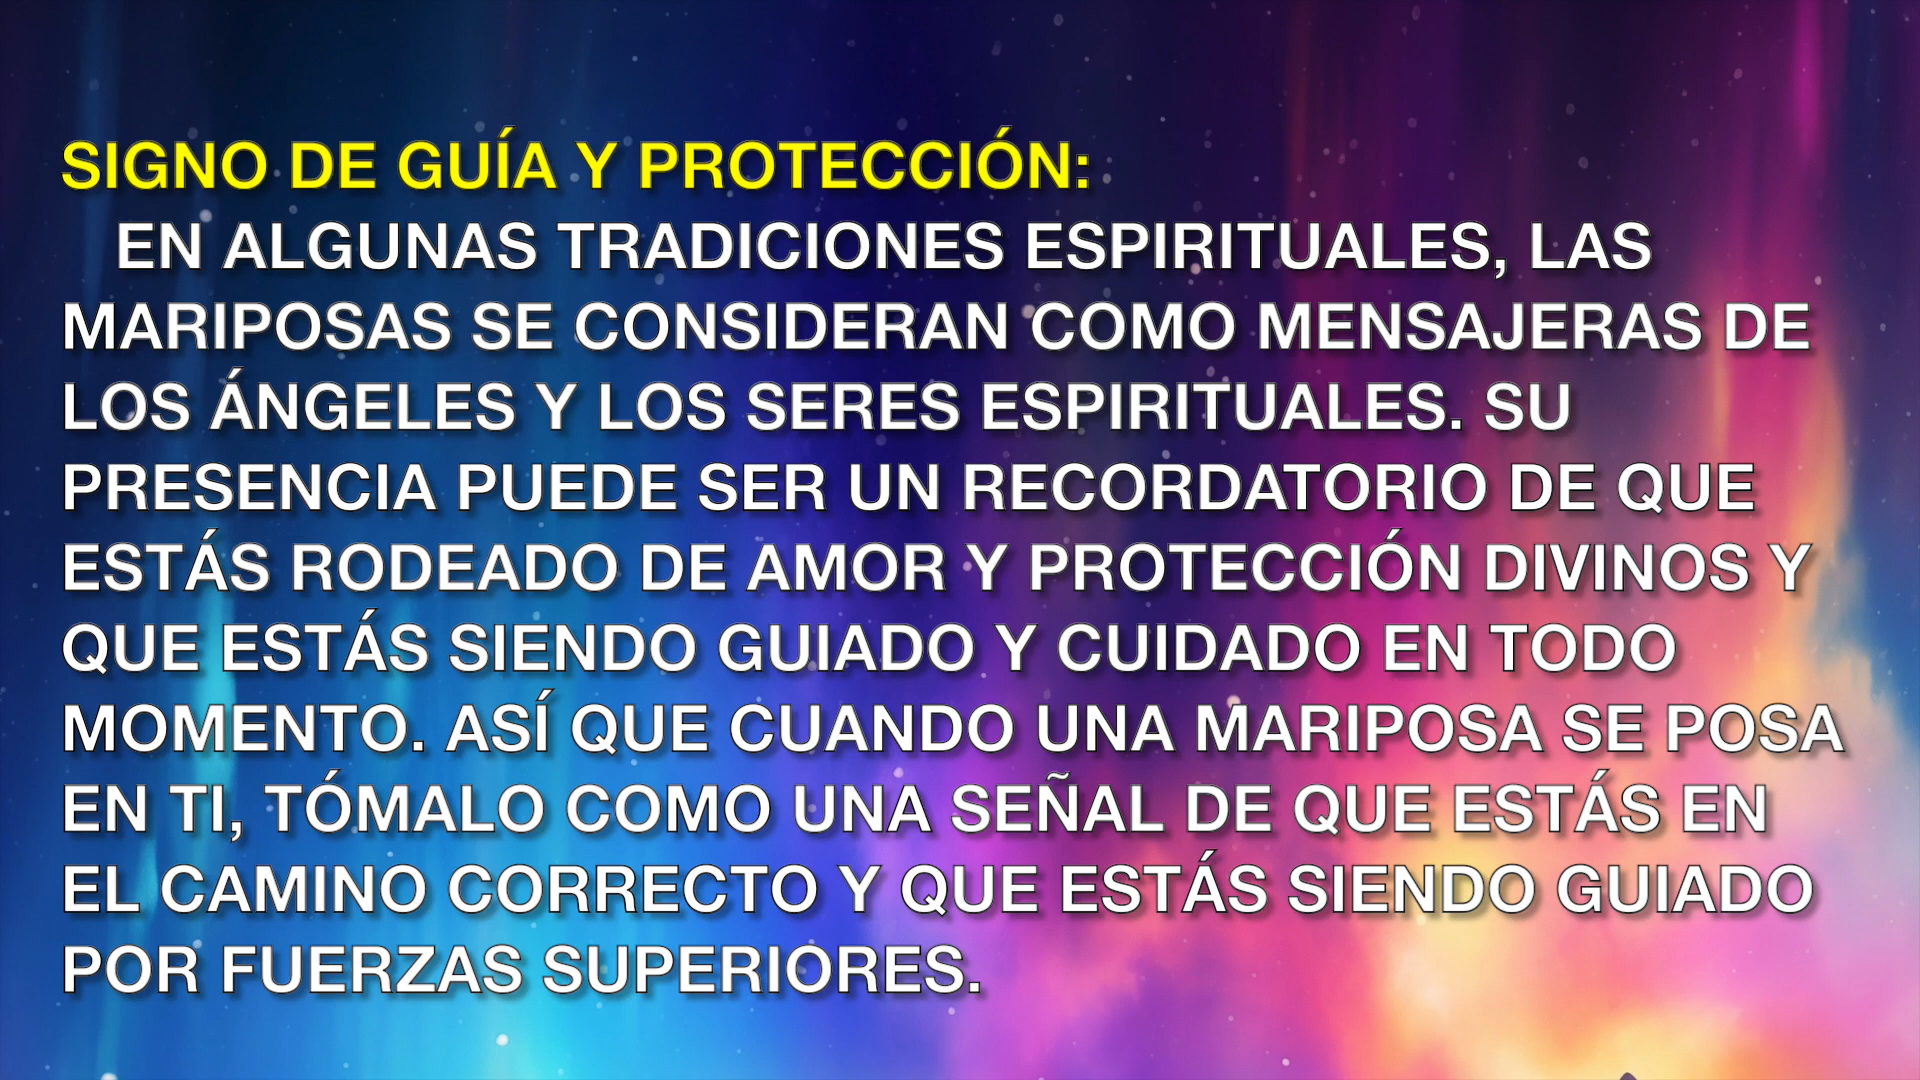 SIGNO DE GUÍA Y PROTECCIÓN:
EN ALGUNAS TRADICIONES ESPIRITUALES, LAS
MARIPOSAS SE CONSIDERAN COMO MENSAJERAS DE
LOS ÁNGELES Y LOS SERES ESPIRITUALES. SU
PRESENCIA PUEDE SER UN RECORDATORIO DE QUE
ESTÁS RODEADO DE AMOR Y PROTECCIÓN DIVINOS Y
QUE ESTÁS SIENDO GUIADO Y CUIDADO EN TODO
MOMENTO. ASÍ QUE CUANDO UNA MARIPOSA SE POSA
EN TI, TÓMALO COMO UNA SEÑAL DE QUE ESTÁS EN
EL CAMINO CORRECTO Y QUE ESTÁS SIENDO GUIADO
POR FUERZAS SUPERIORES.